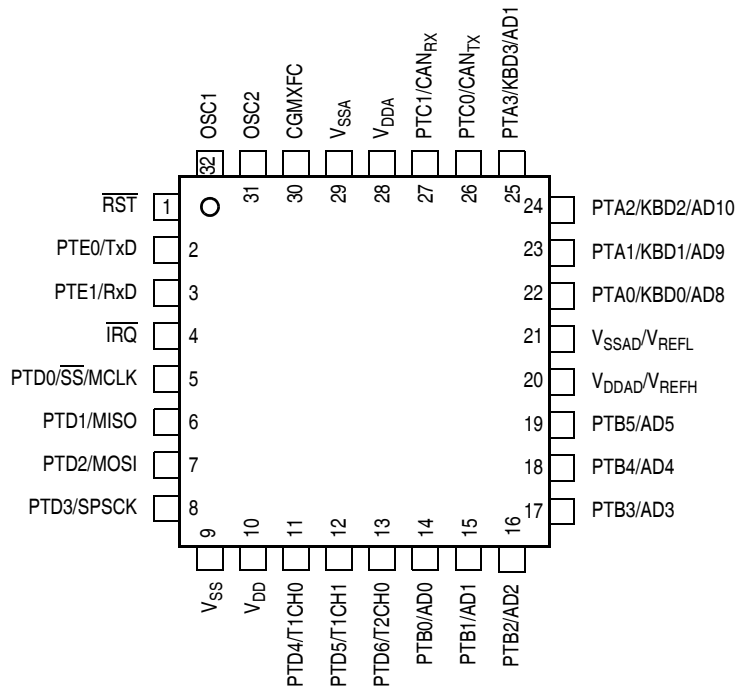 OSC1
OSC2
CGMXFC
VSSA
VDDA
PTC1/CANRX
PTC0/CANTX
PTA3/KBD3/AD1
32
31
30
29
28
27
26
25
RST 1
PTE0/TxD 2
PTE1/RxD 3
IRQ 4
PTD0/SS/MCLK 5
PTD1/MISO 6
PTD2/MOSI 7
PTD3/SPSCK 8
24 PTA2/KBD2/AD10
23 PTA1/KBD1/AD9
22 PTA0/KBD0/AD8
21 VSSAD/VREFL
20 VDDAD/VREFH
19 PTB5/AD5
18 PTB4/AD4
17 PTB3/AD3
9
10
11
12
13
14
15
16
VSS
VDD
PTD4/T1CH0
PTD5/T1CH1
PTD6/T2CH0
PTB0/AD0
PTB1/AD1
PTB2/AD2